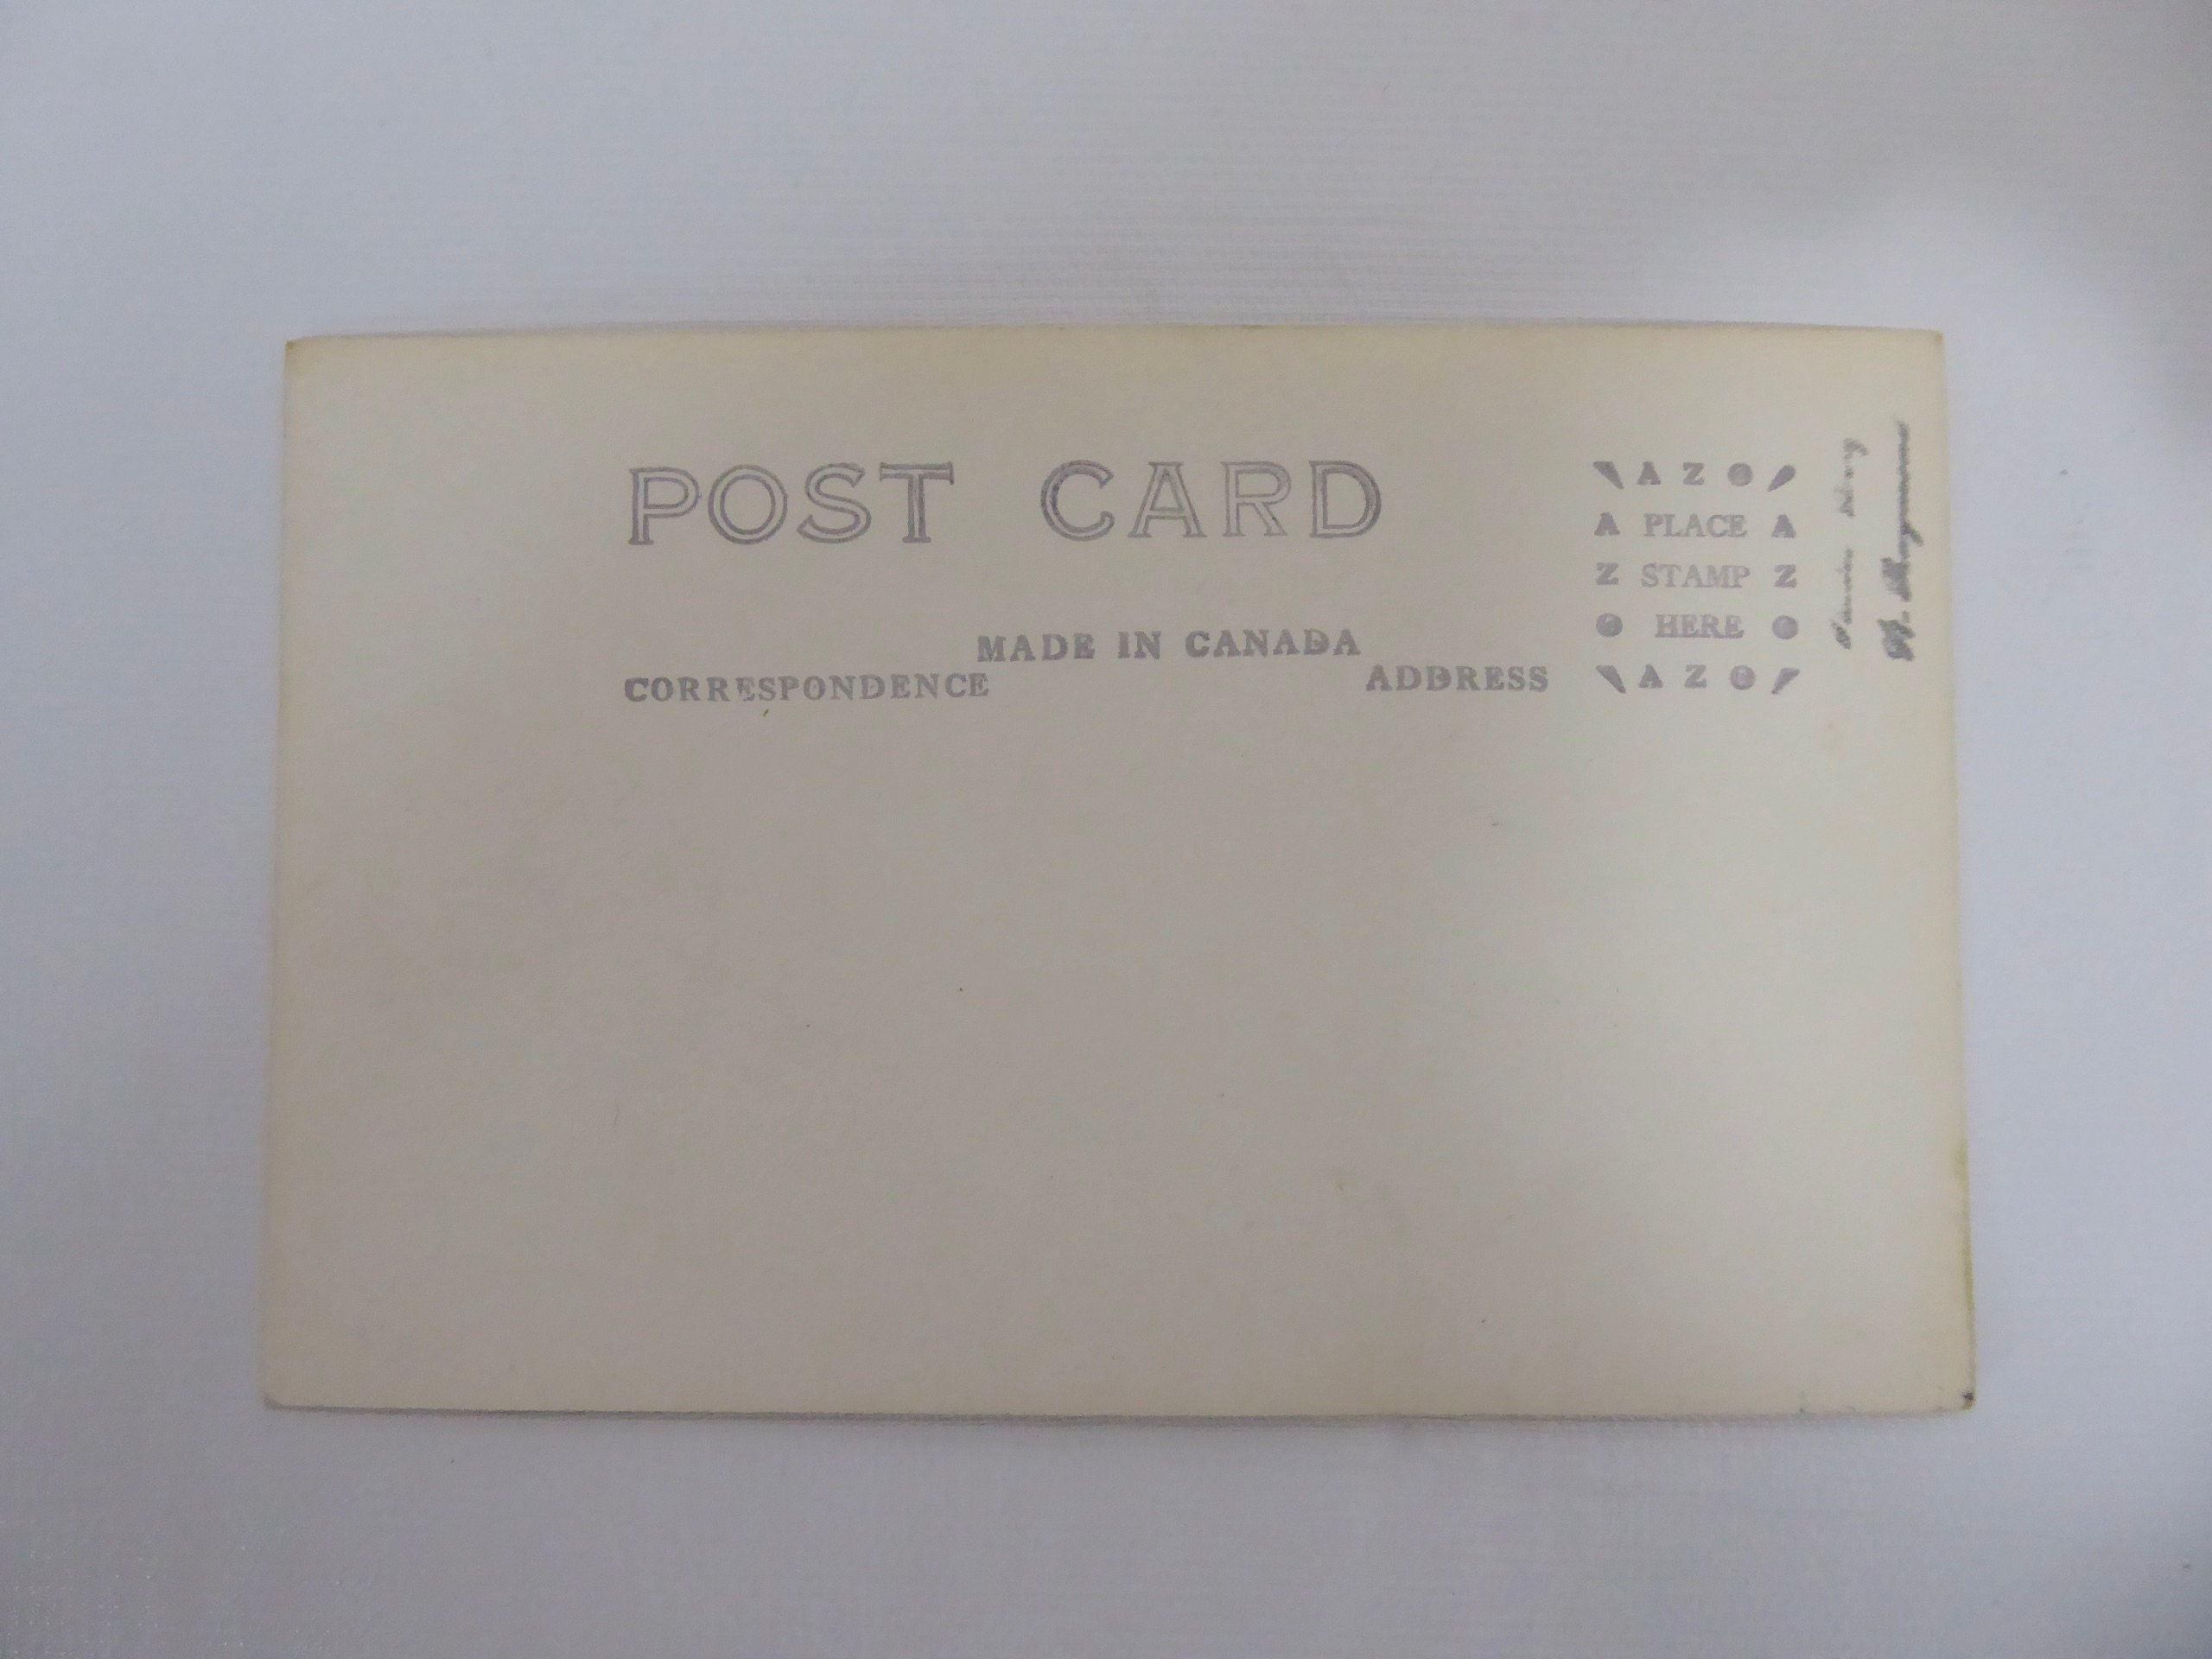 POST CARD
MADE IN CANADA
CORRESPONDENCE ADDRESS
AZO
A PLACE A
Z STAMP Z
O HERE O
AZO